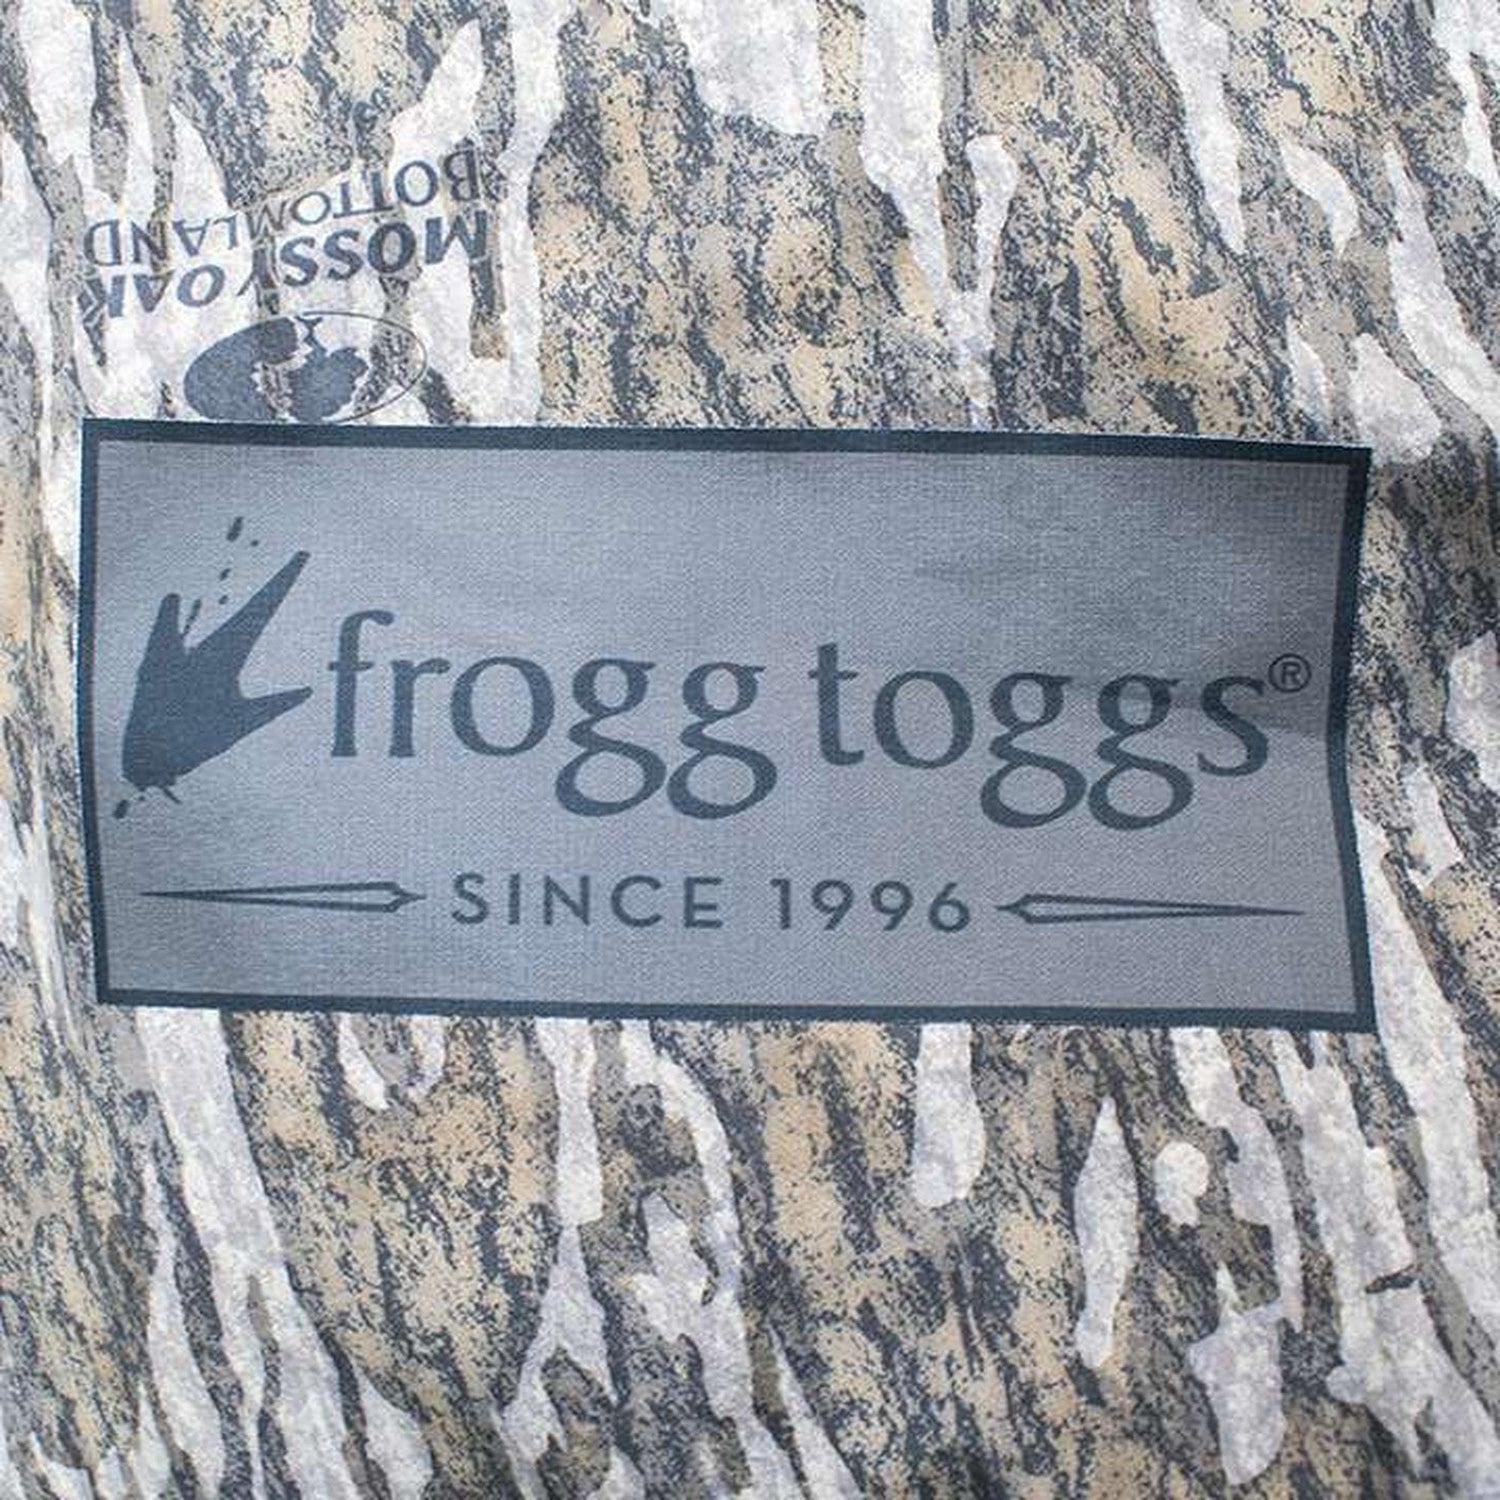 MOSSY OAK
BOTTOMLAND
frogg toggs®
SINCE 1996